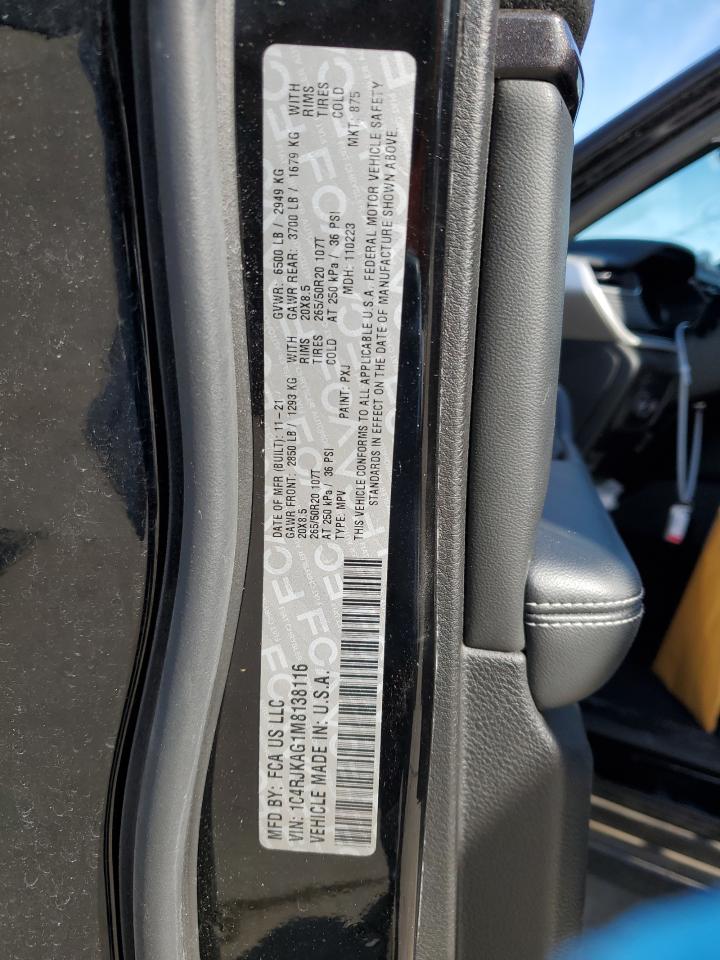 MFD BY: FCA US LLC
DATE OF MFR (BUILT): 11-21
GVWR: 6500 LB / 2949 KG
VIN: 1C4RJKAG1M8138116
GAWR FRONT: 2850 LB / 1293 KG WITH
GAWR REAR: 3700 LB / 1679 KG WITH
VEHICLE MADE IN: U.S.A.
20X8.5 RIMS
20X8.5 RIMS
265/50R20 107T TIRES
265/50R20 107T TIRES
AT 250 kPa / 36 PSI COLD
AT 250 kPa / 36 PSI COLD
TYPE: MPV
PAINT: PXJ
MDH: 110223
MKT: 875
THIS VEHICLE CONFORMS TO ALL APPLICABLE U.S.A. FEDERAL MOTOR VEHICLE SAFETY
STANDARDS IN EFFECT ON THE DATE OF MANUFACTURE SHOWN ABOVE.